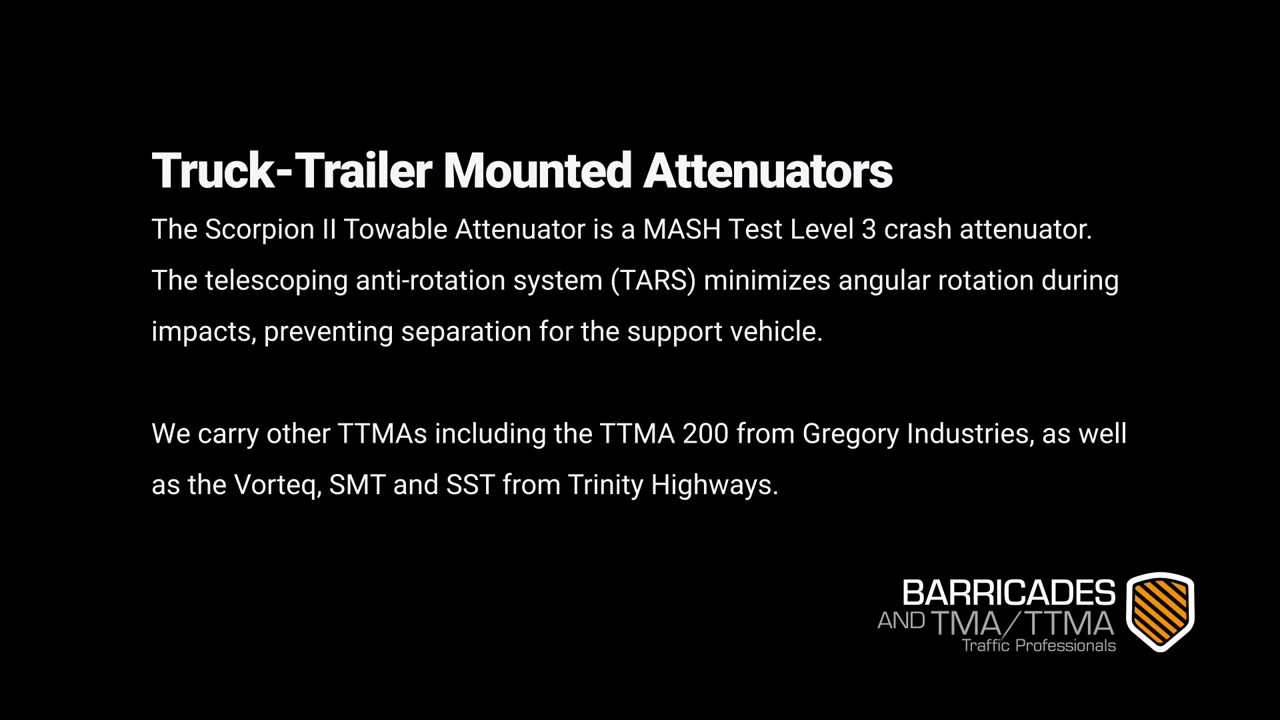 Truck-Trailer Mounted Attenuators
The Scorpion II Towable Attenuator is a MASH Test Level 3 crash attenuator.
The telescoping anti-rotation system (TARS) minimizes angular rotation during
impacts, preventing separation for the support vehicle.
We carry other TTMAs including the TTMA 200 from Gregory Industries, as well
as the Vorteq, SMT and SST from Trinity Highways.
BARRICADES
AND TMA/TTMA
Traffic Professionals